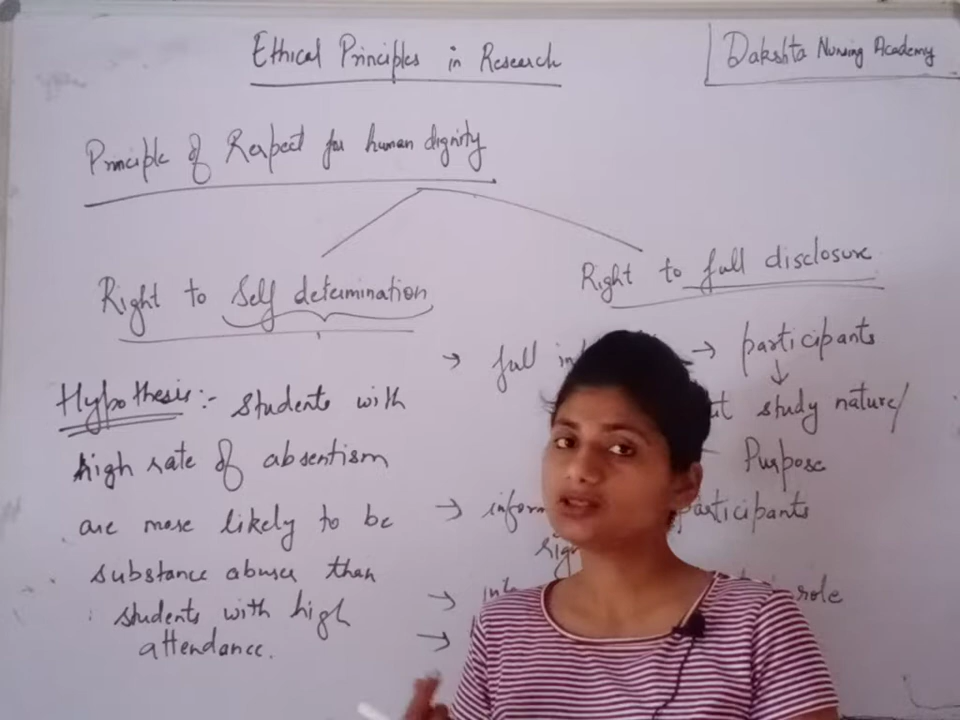 Ethical Principles in Research
Dakshta Nursing Academy
Principle of Respect for human dignity
Right to Self determination
Right to full disclosure
Hypothesis:- Students with
high rate of absentism
are more likely to be
substance abuser than
students with high
attendance.
→ full → participants
↓
study nature/
Purpose
→ participants
→ role
→